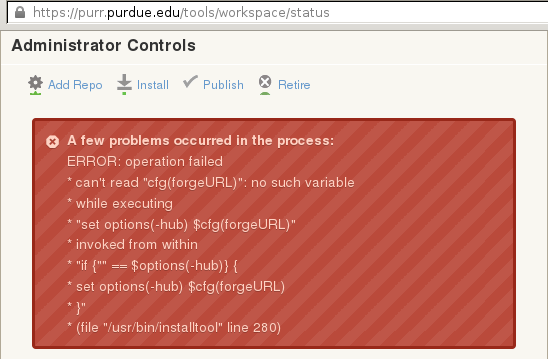 https://purr.purdue.edu/tools/workspace/status
Administrator Controls
Add Repo Install Publish Retire
A few problems occurred in the process:
ERROR: operation failed
* can't read "cfg(forgeURL)": no such variable
* while executing
* "set options(-hub) $cfg(forgeURL)"
* invoked from within
* "if {"" == $options(-hub)} {
* set options(-hub) $cfg(forgeURL)
* }"
* (file "/usr/bin/installtool" line 280)